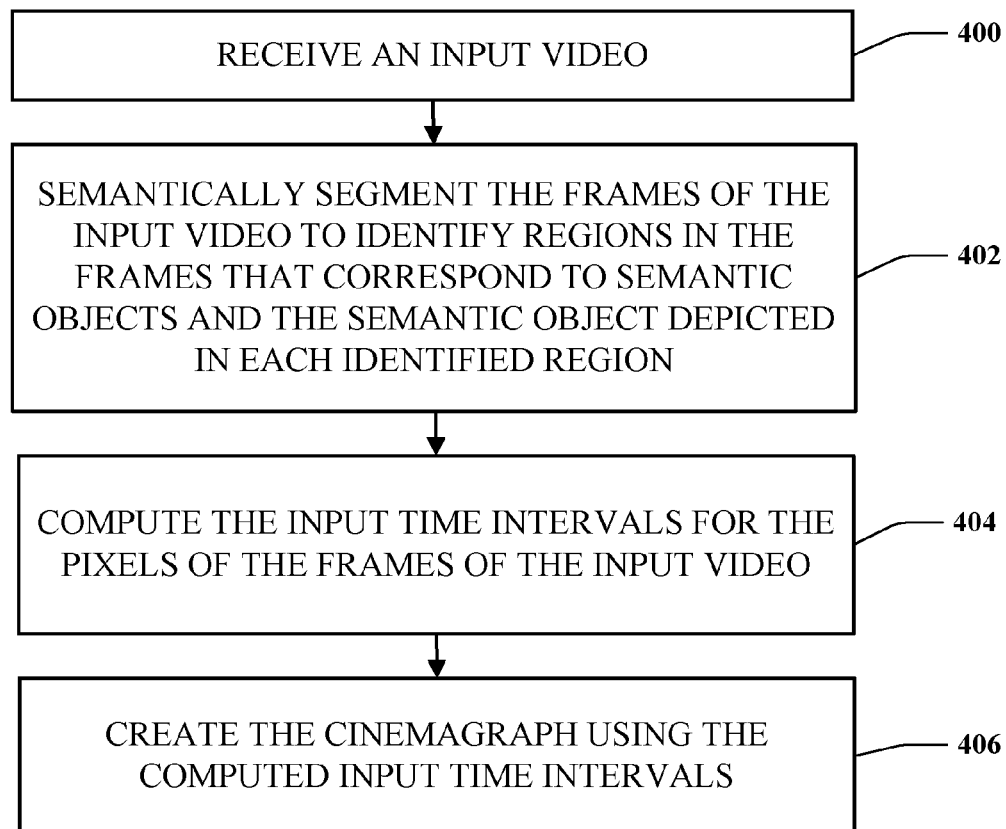 RECEIVE AN INPUT VIDEO
400
SEMANTICALLY SEGMENT THE FRAMES OF THE
INPUT VIDEO TO IDENTIFY REGIONS IN THE
FRAMES THAT CORRESPOND TO SEMANTIC
OBJECTS AND THE SEMANTIC OBJECT DEPICTED
IN EACH IDENTIFIED REGION
402
COMPUTE THE INPUT TIME INTERVALS FOR THE
PIXELS OF THE FRAMES OF THE INPUT VIDEO
404
CREATE THE CINEMAGRAPH USING THE
COMPUTED INPUT TIME INTERVALS
406